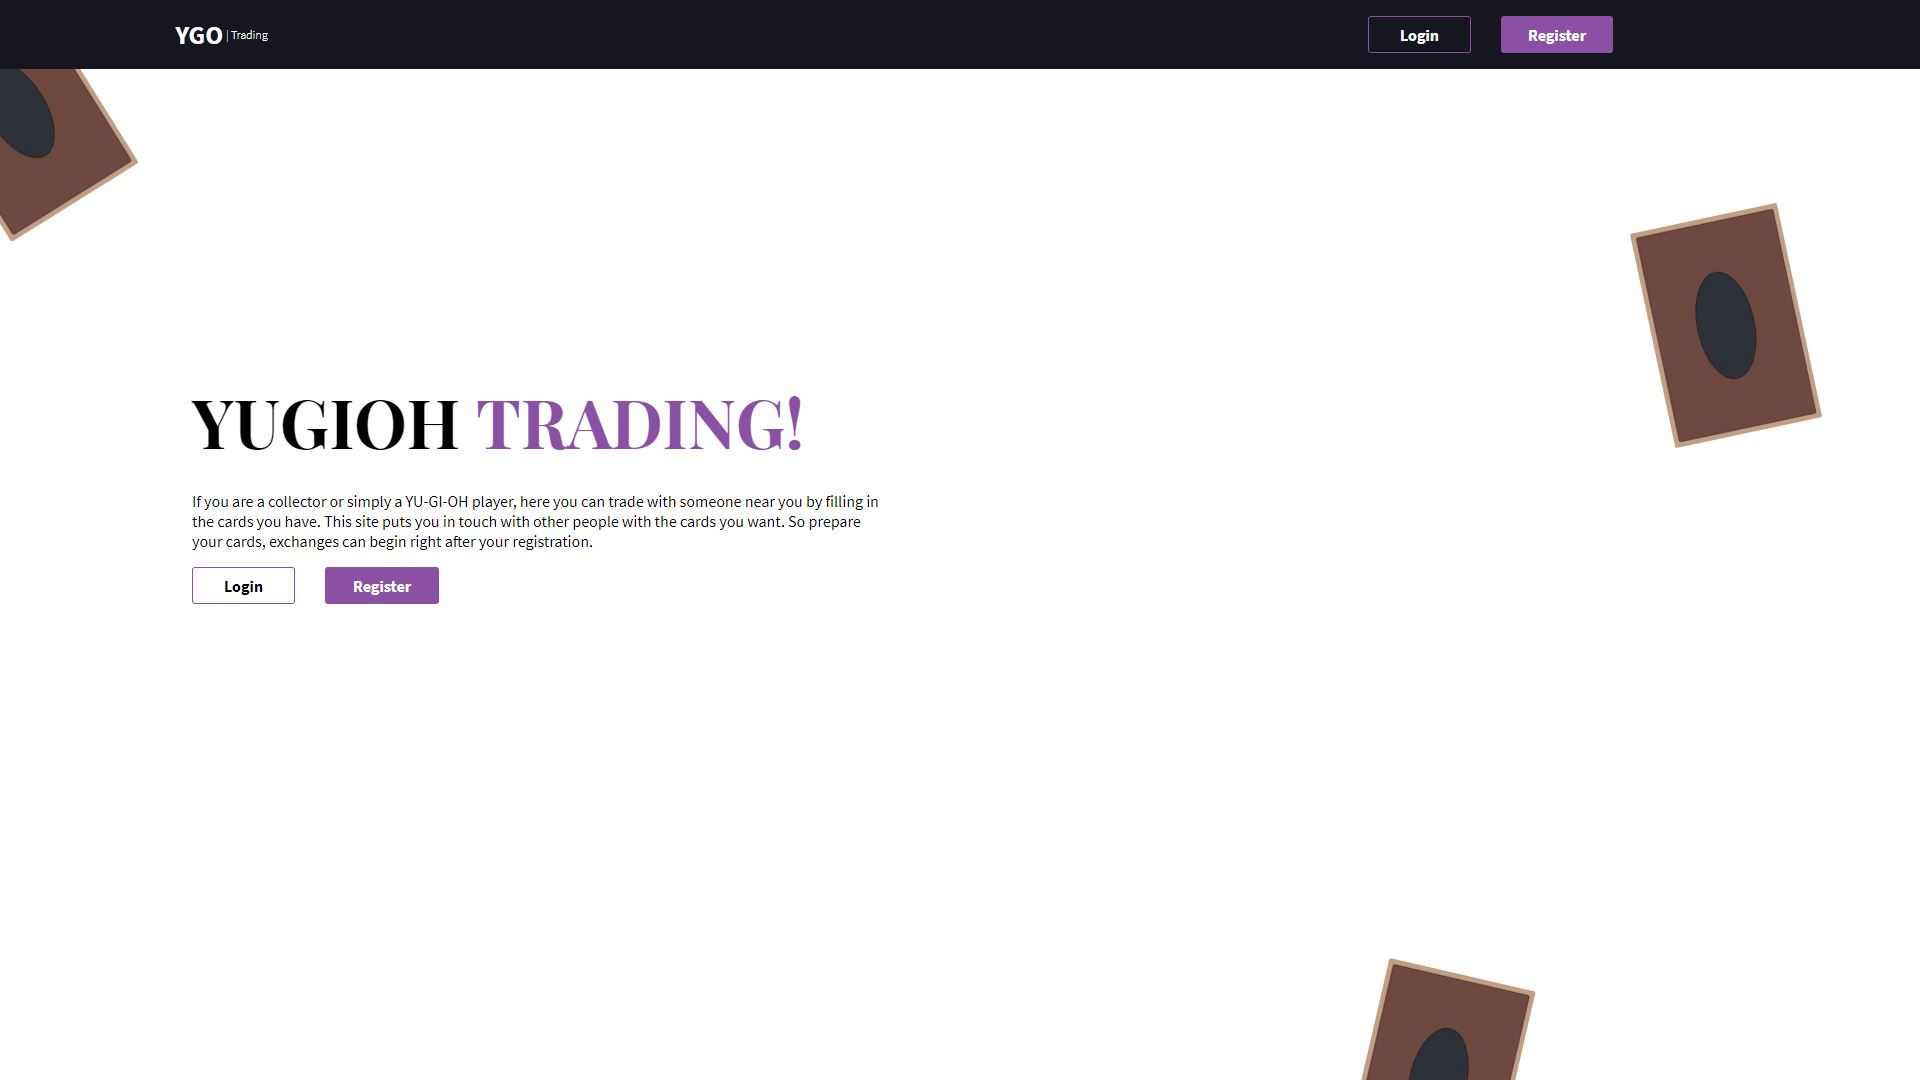 YGO | Trading
Login
Register
YUGIOH TRADING!
If you are a collector or simply a YU-GI-OH player, here you can trade with someone near you by filling in
the cards you have. This site puts you in touch with other people with the cards you want. So prepare
your cards, exchanges can begin right after your registration.
Login
Register